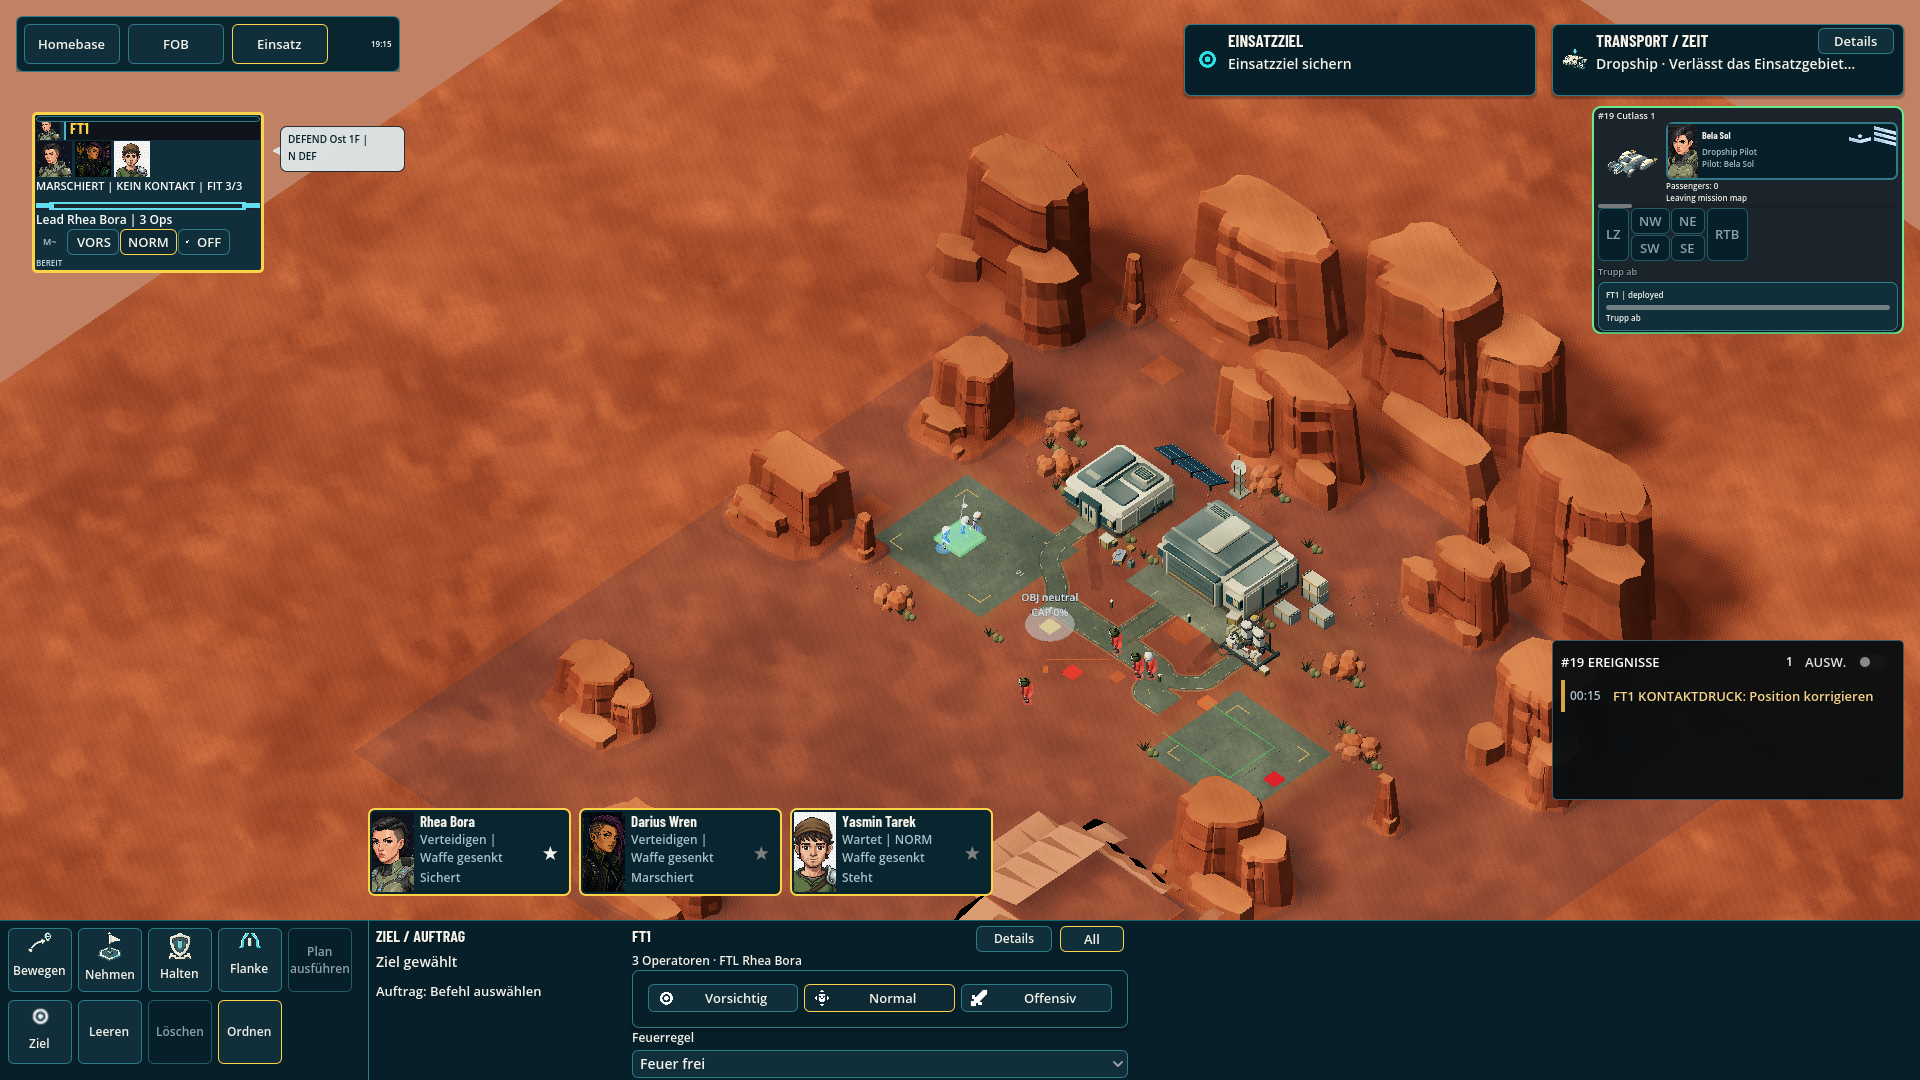 Homebase
FOB
Einsatz
19:15
EINSATZZIEL
Einsatzziel sichern
TRANSPORT / ZEIT
Details
Dropship · Verlässt das Einsatzgebiet...
FT1
MARSCHIERT | KEIN KONTAKT | FIT 3/3
Lead Rhea Bora | 3 Ops
M~
VORS
NORM
OFF
BEREIT
DEFEND Ost 1F |
N DEF
#19 Cutlass 1
Bela Sol
Dropship Pilot
Pilot: Bela Sol
Passengers: 0
Leaving mission map
LZ
NW
NE
SW
SE
RTB
Trupp ab
FT1 | deployed
Trupp ab
OBJ neutral
CAP 0%
#19 EREIGNISSE
1
AUSW.
00:15
FT1 KONTAKTDRUCK: Position korrigieren
Rhea Bora
Verteidigen |
Waffe gesenkt
Sichert
Darius Wren
Verteidigen |
Waffe gesenkt
Marschiert
Yasmin Tarek
Wartet | NORM
Waffe gesenkt
Steht
Bewegen
Nehmen
Halten
Flanke
Plan
ausführen
Ziel
Leeren
Löschen
Ordnen
ZIEL / AUFTRAG
Ziel gewählt
Auftrag: Befehl auswählen
FT1
Details
All
3 Operatoren · FTL Rhea Bora
Vorsichtig
Normal
Offensiv
Feuerregel
Feuer frei